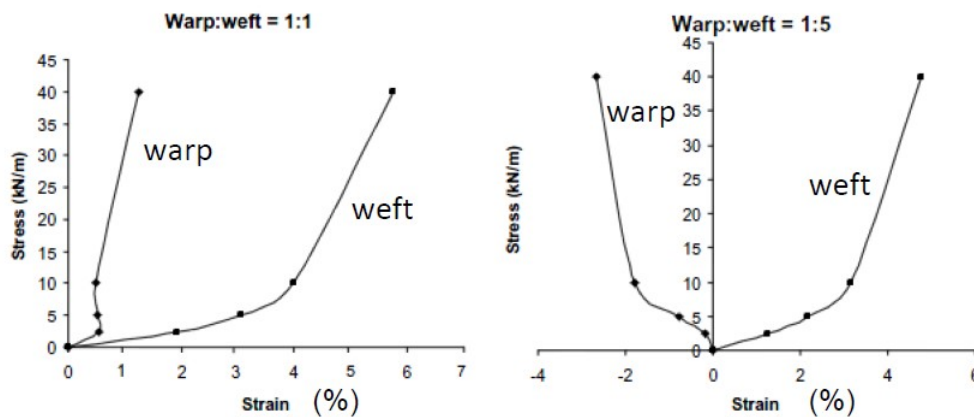 Warp:weft = 1:1
45
40
35
30
25
20
15
10
5
0
Stress (kN/m)
warp
weft
0 1 2 3 4 5 6 7
Strain (%)
Warp:weft = 1:5
45
40
35
30
25
20
15
10
5
0
Stress (kN/m)
warp
weft
-4 -2 0 2 4 6
Strain (%)